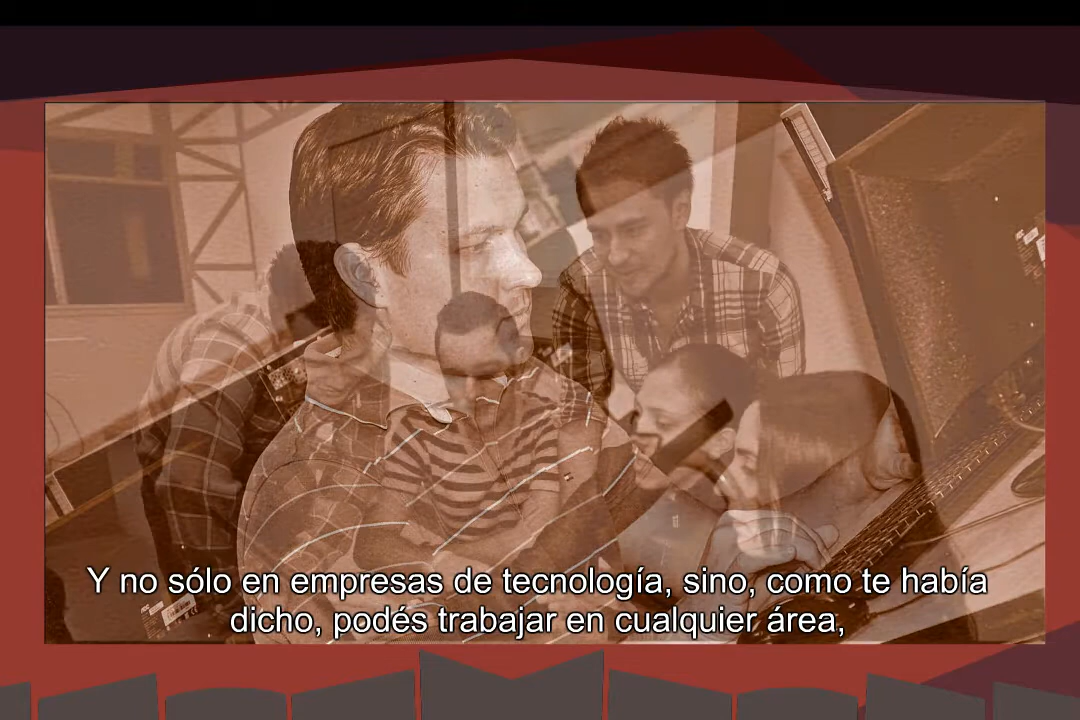 Y no sólo en empresas de tecnología, sino, como te había
dicho, podés trabajar en cualquier área,